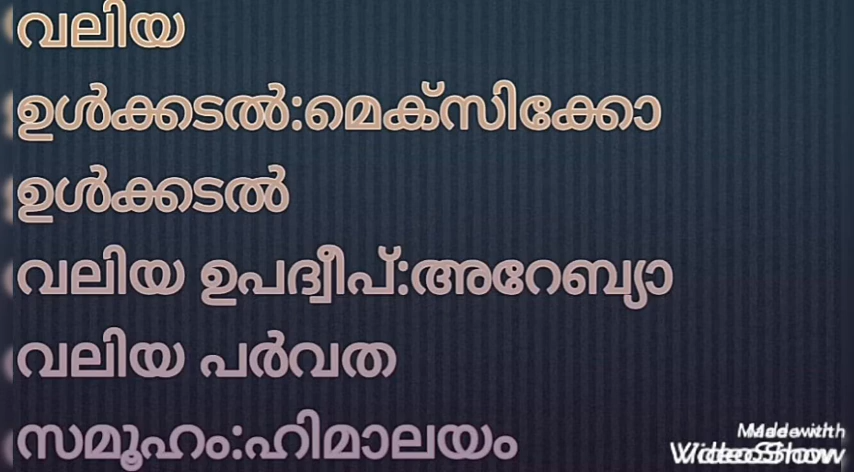 വലിയ
ഉൾക്കടൽ:മെക്സിക്കോ
ഉൾക്കടൽ
വലിയ ഉപദ്വീപ്:അറേബ്യാ
വലിയ പർവത
സമൂഹം:ഹിമാലയം
Made with
VideoShow